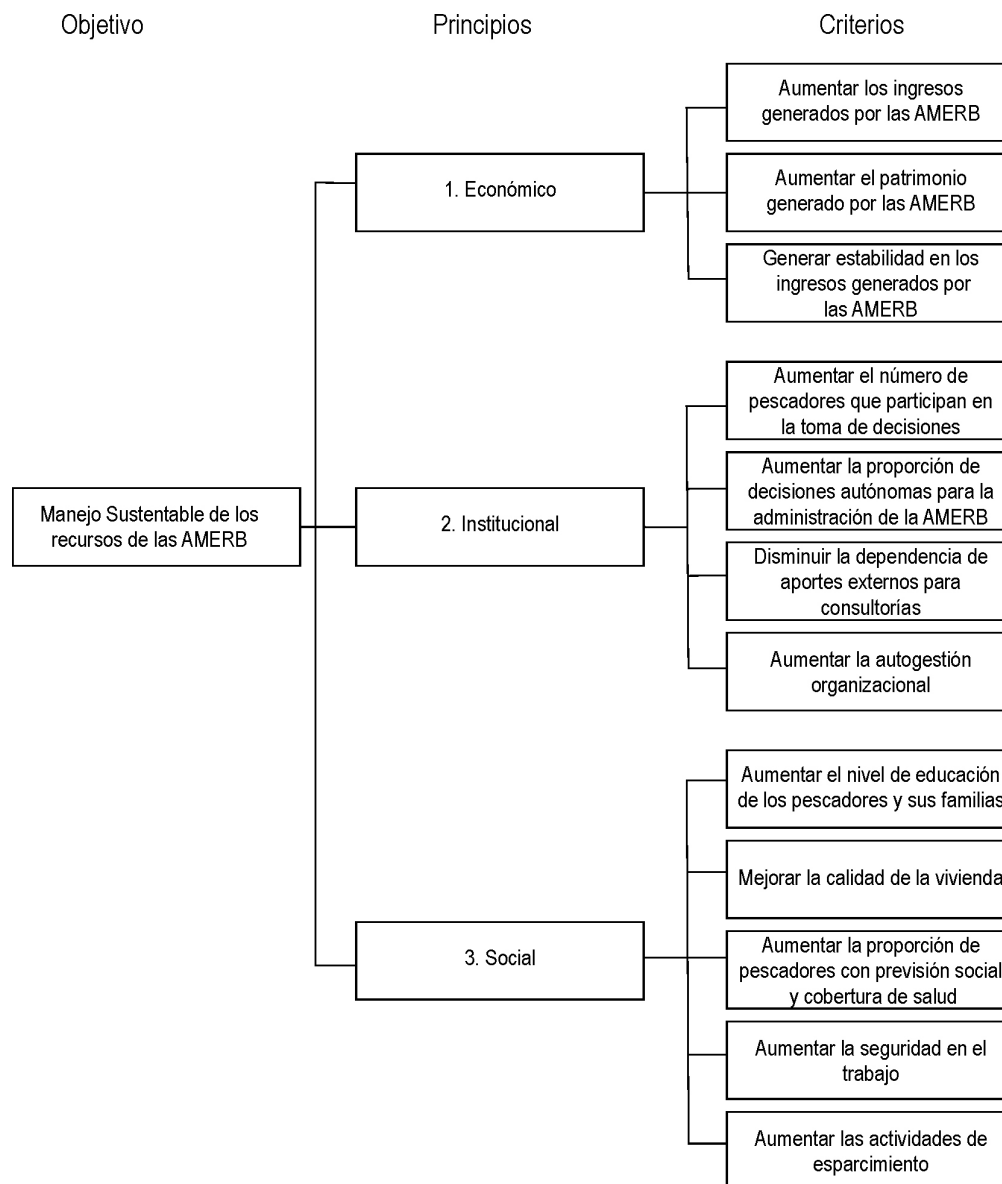 Objetivo
Principios
Criterios
Manejo Sustentable de los
recursos de las AMERB
1. Económico
Aumentar los ingresos
generados por las AMERB
Aumentar el patrimonio
generado por las AMERB
Generar estabilidad en los
ingresos generados por
las AMERB
2. Institucional
Aumentar el número de
pescadores que participan en
la toma de decisiones
Aumentar la proporción de
decisiones autónomas para la
administración de la AMERB
Disminuir la dependencia de
aportes externos para
consultorías
Aumentar la autogestión
organizacional
3. Social
Aumentar el nivel de educación
de los pescadores y sus familias
Mejorar la calidad de la vivienda
Aumentar la proporción de
pescadores con previsión social
y cobertura de salud
Aumentar la seguridad en el
trabajo
Aumentar las actividades de
esparcimiento